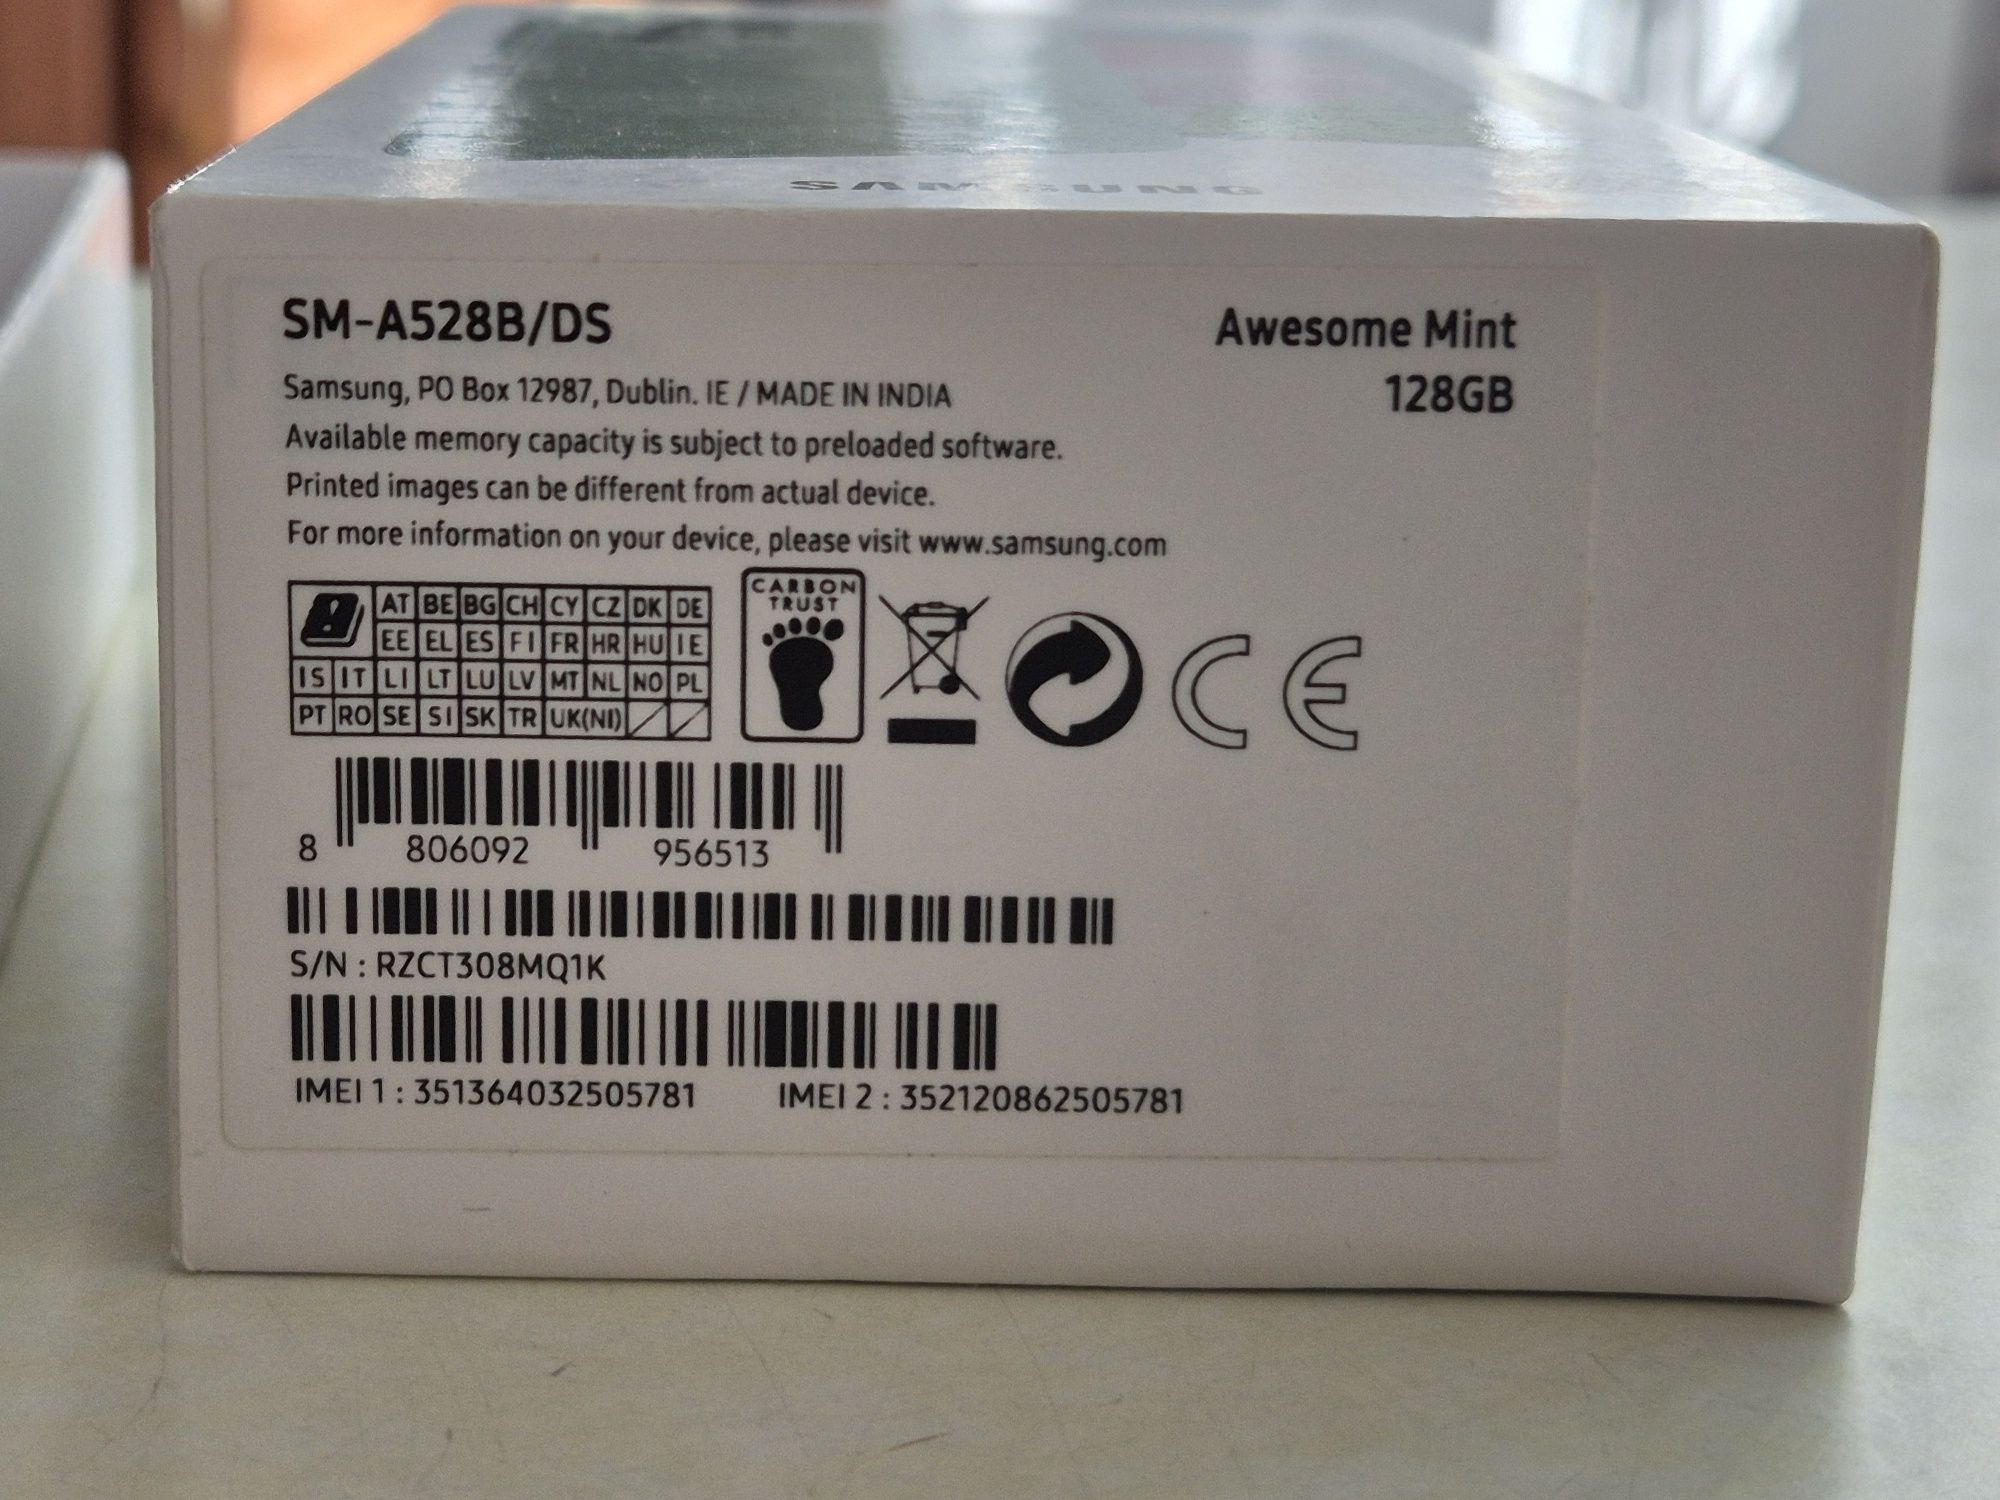 SAMSUNG
SM-A528B/DS
Awesome Mint
128GB
Samsung, PO Box 12987, Dublin. IE / MADE IN INDIA
Available memory capacity is subject to preloaded software.
Printed images can be different from actual device.
For more information on your device, please visit www.samsung.com
AT BE BG CH CY CZ DK DE
EE EL ES FI FR HR HU IE
IS IT LI LT LU LV MT NL NO PL
PT RO SE SI SK TR UK(NI)
CARBON
TRUST
CE
8 806092 956513
S/N : RZCT308MQ1K
IMEI 1 : 351364032505781 IMEI 2 : 352120862505781